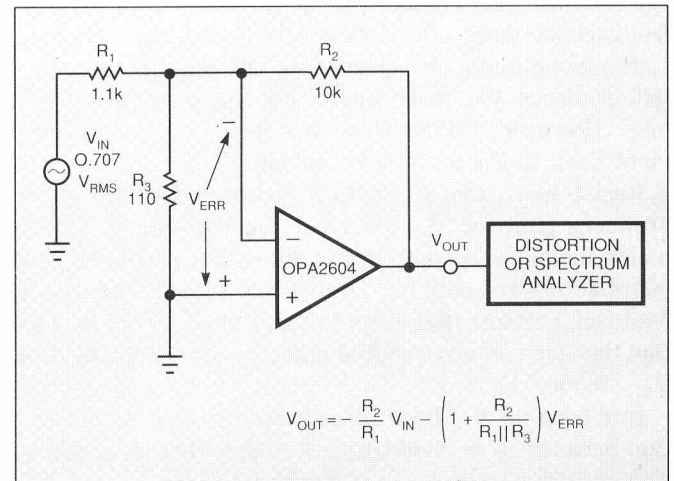 R1
1.1k
R2
10k
VIN
O.707
VRMS
R3
110
−
VERR
+
−
+
OPA2604
VOUT
DISTORTION
OR SPECTRUM
ANALYZER
VOUT = − R2/R1 VIN − (1 + R2/R1||R3) VERR